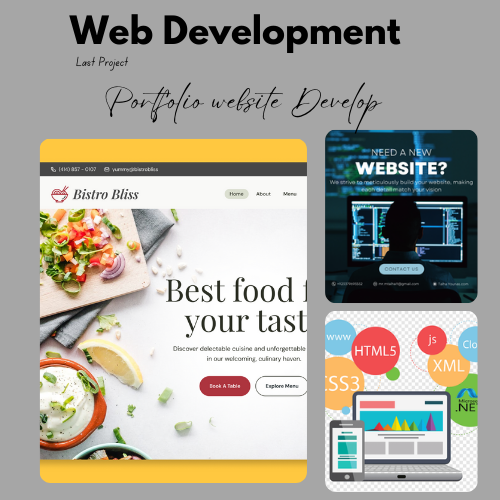 Web Development
Last Project
Portfolio website Develop
(414) 857 - 0107 yummy@bistrobliss
Bistro Bliss
Home About Menu
Best food f
your tast
Discover delectable cuisine and unforgettable
in our welcoming, culinary haven.
Book A Table Explore Menu
NEED A NEW
WEBSITE?
We strive to meticulously build your website, making
each detail match your vision
CONTACT US
www
HTML5
js
Clo
CSS3
XML
Microsoft
.NE